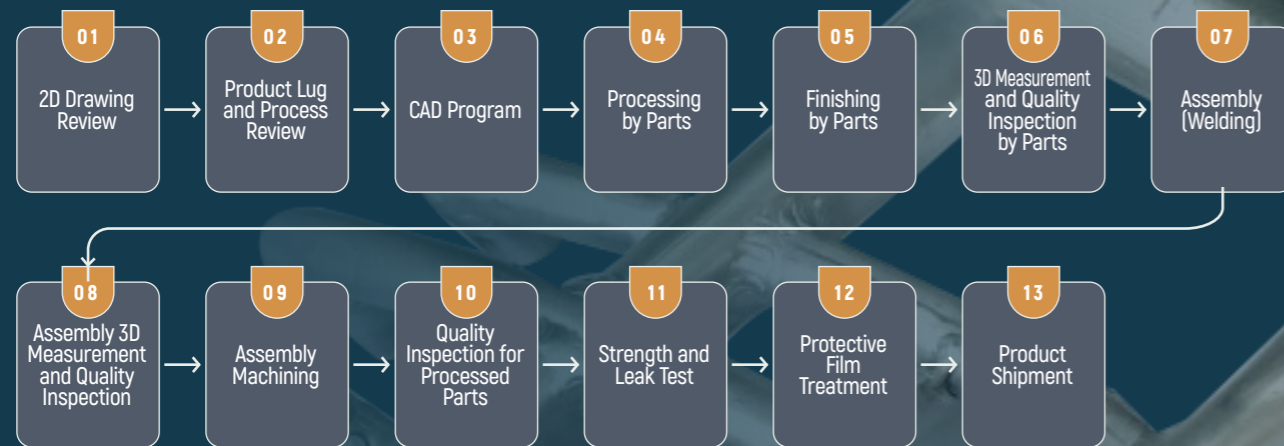 01
2D Drawing
Review
02
Product Lug
and Process
Review
03
CAD Program
04
Processing
by Parts
05
Finishing
by Parts
06
3D Measurement
and Quality
Inspection
by Parts
07
Assembly
(Welding)
08
Assembly 3D
Measurement
and Quality
Inspection
09
Assembly
Machining
10
Quality
Inspection for
Processed
Parts
11
Strength and
Leak Test
12
Protective
Film
Treatment
13
Product
Shipment